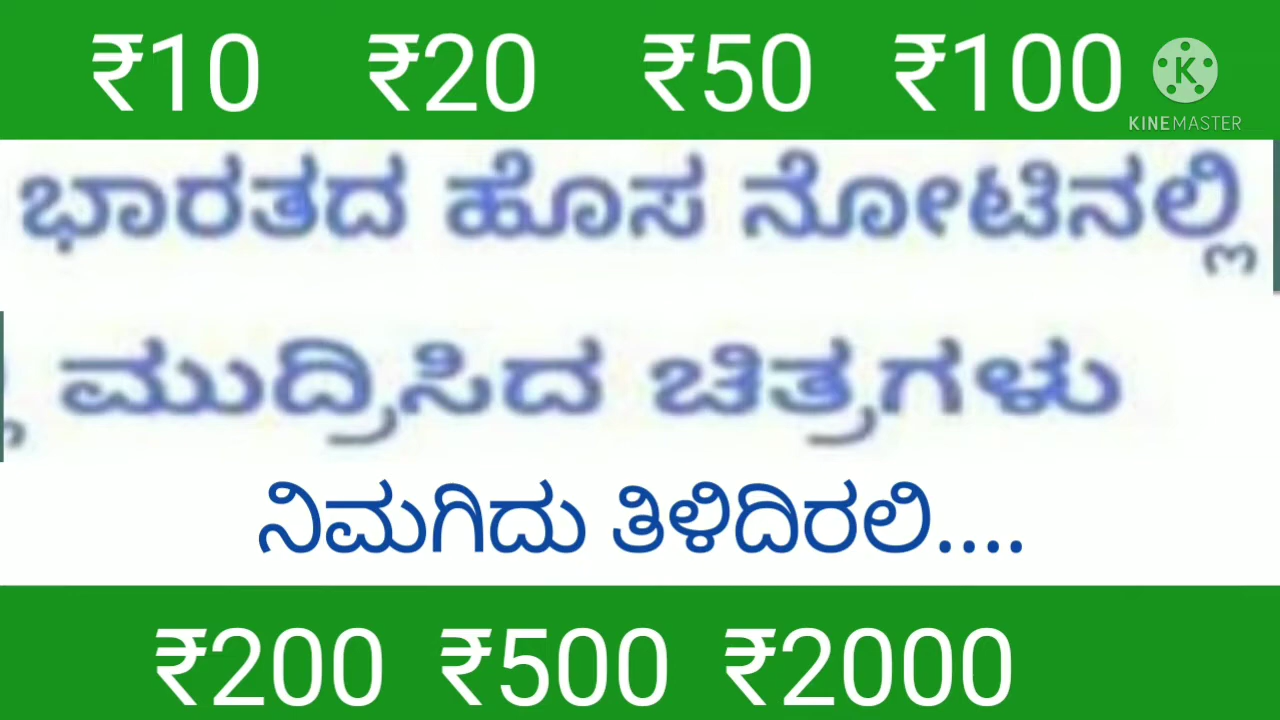 ₹10 ₹20 ₹50 ₹100
KINEMASTER
ಭಾರತದ ಹೊಸ ನೋಟಿನಲ್ಲಿ
ಮುದ್ರಿಸಿದ ಚಿತ್ರಗಳು
ನಿಮಗಿದು ತಿಳಿದಿರಲಿ....
₹200 ₹500 ₹2000